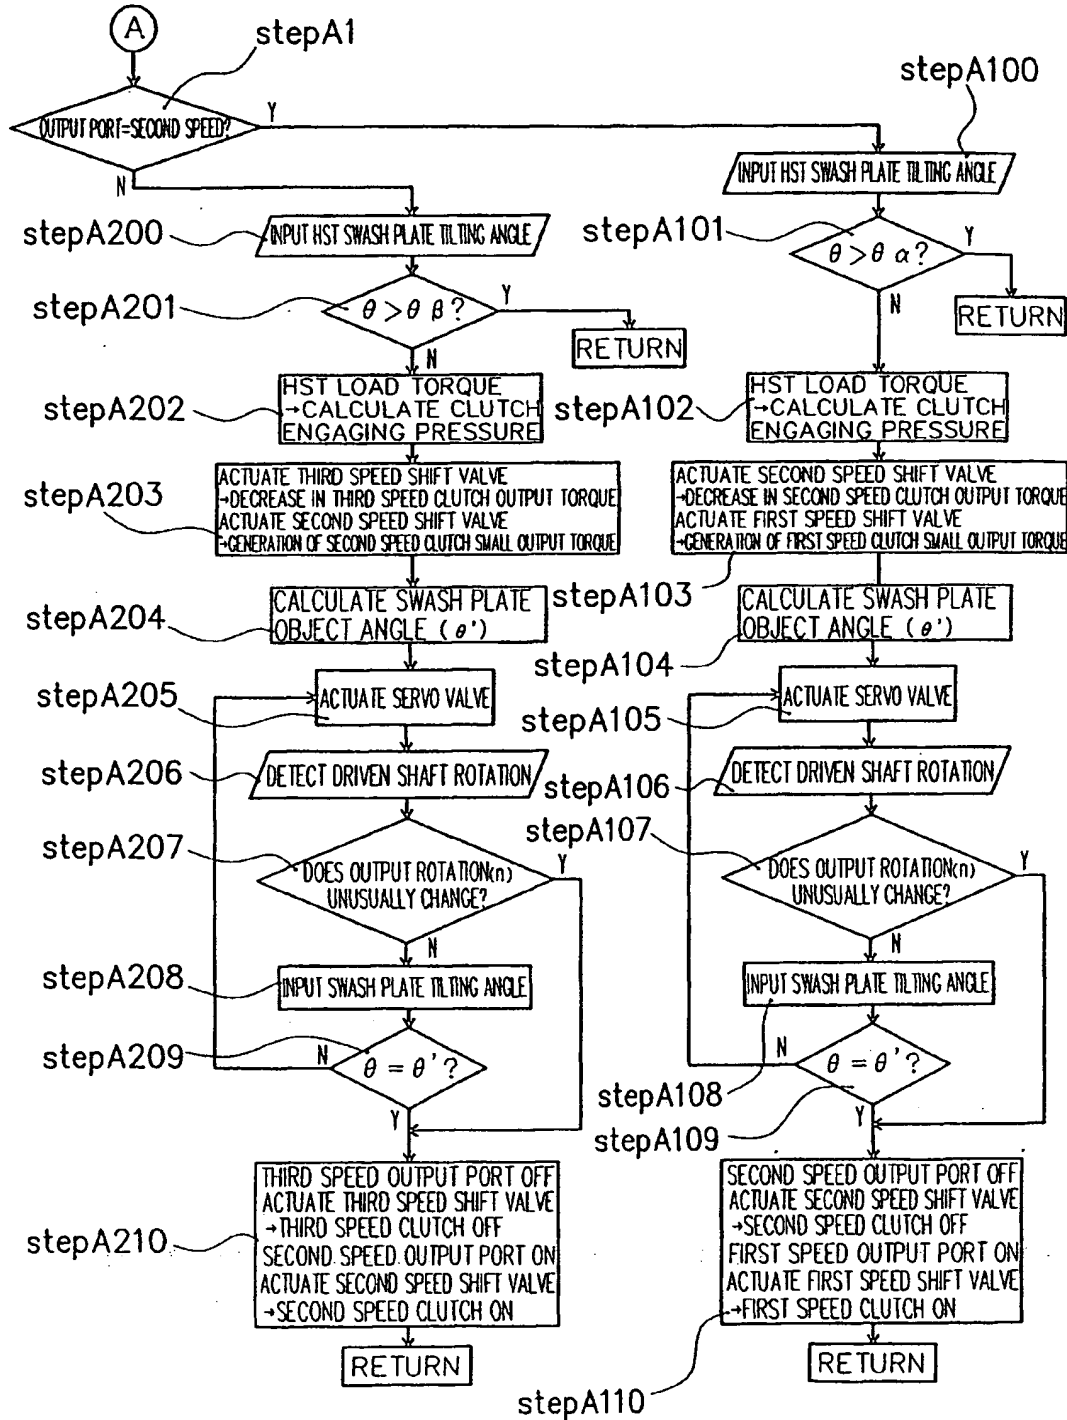 A
stepA1
OUTPUT PORT=SECOND SPEED?
Y
N
stepA100
INPUT HST SWASH PLATE TILTING ANGLE
stepA101
θ > θ α?
Y
N
RETURN
stepA102
HST LOAD TORQUE
→CALCULATE CLUTCH
ENGAGING PRESSURE
ACTUATE SECOND SPEED SHIFT VALVE
→DECREASE IN SECOND SPEED CLUTCH OUTPUT TORQUE
ACTUATE FIRST SPEED SHIFT VALVE
→GENERATION OF FIRST SPEED CLUTCH SMALL OUTPUT TORQUE
stepA103
CALCULATE SWASH PLATE
OBJECT ANGLE (θ')
stepA104
ACTUATE SERVO VALVE
stepA105
DETECT DRIVEN SHAFT ROTATION
stepA106
stepA107
DOES OUTPUT ROTATION(n)
UNUSUALLY CHANGE?
Y
N
INPUT SWASH PLATE TILTING ANGLE
stepA108
θ = θ'?
N
Y
stepA109
SECOND SPEED OUTPUT PORT OFF
ACTUATE SECOND SPEED SHIFT VALVE
→SECOND SPEED CLUTCH OFF
FIRST SPEED OUTPUT PORT ON
ACTUATE FIRST SPEED SHIFT VALVE
→FIRST SPEED CLUTCH ON
stepA110
RETURN
stepA200
INPUT HST SWASH PLATE TILTING ANGLE
stepA201
θ > θ β?
Y
N
RETURN
stepA202
HST LOAD TORQUE
→CALCULATE CLUTCH
ENGAGING PRESSURE
stepA203
ACTUATE THIRD SPEED SHIFT VALVE
→DECREASE IN THIRD SPEED CLUTCH OUTPUT TORQUE
ACTUATE SECOND SPEED SHIFT VALVE
→GENERATION OF SECOND SPEED CLUTCH SMALL OUTPUT TORQUE
stepA204
CALCULATE SWASH PLATE
OBJECT ANGLE (θ')
stepA205
ACTUATE SERVO VALVE
stepA206
DETECT DRIVEN SHAFT ROTATION
stepA207
DOES OUTPUT ROTATION(n)
UNUSUALLY CHANGE?
Y
N
stepA208
INPUT SWASH PLATE TILTING ANGLE
stepA209
θ = θ'?
N
Y
stepA210
THIRD SPEED OUTPUT PORT OFF
ACTUATE THIRD SPEED SHIFT VALVE
→THIRD SPEED CLUTCH OFF
SECOND SPEED OUTPUT PORT ON
ACTUATE SECOND SPEED SHIFT VALVE
→SECOND SPEED CLUTCH ON
RETURN